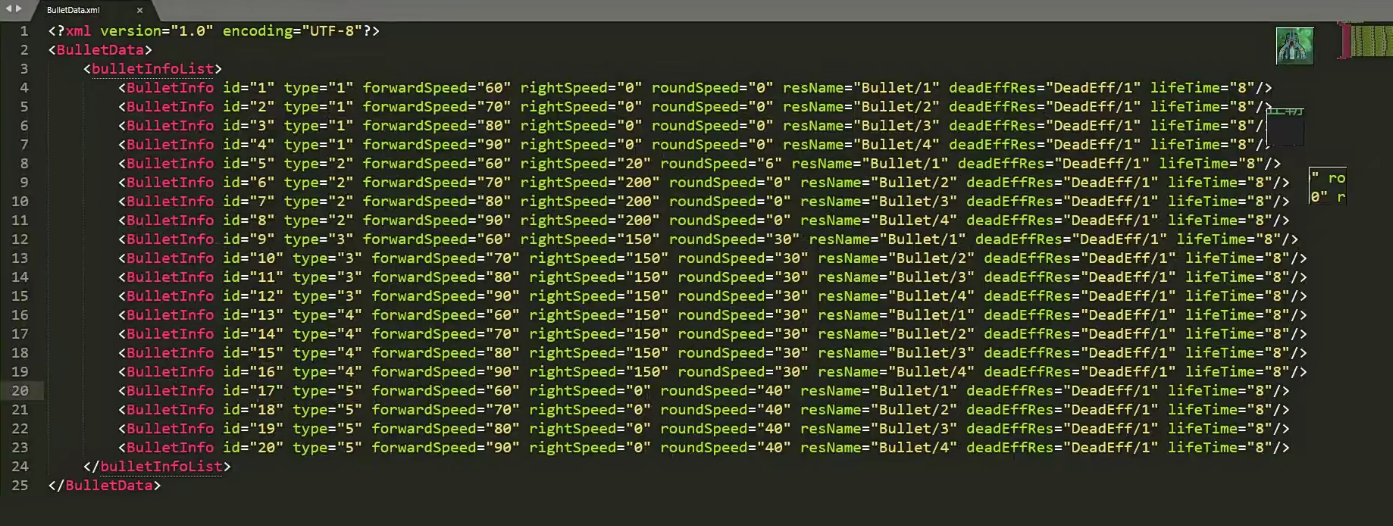 BulletData.xml
1 <?xml version="1.0" encoding="UTF-8"?>
2 <BulletData>
3 <bulletInfoList>
4 <BulletInfo id="1" type="1" forwardSpeed="60" rightSpeed="0" roundSpeed="0" resName="Bullet/1" deadEffRes="DeadEff/1" lifeTime="8"/>
5 <BulletInfo id="2" type="1" forwardSpeed="70" rightSpeed="0" roundSpeed="0" resName="Bullet/2" deadEffRes="DeadEff/1" lifeTime="8"/>
6 <BulletInfo id="3" type="1" forwardSpeed="80" rightSpeed="0" roundSpeed="0" resName="Bullet/3" deadEffRes="DeadEff/1" lifeTime="8"/
7 <BulletInfo id="4" type="1" forwardSpeed="90" rightSpeed="0" roundSpeed="0" resName="Bullet/4" deadEffRes="DeadEff/1" lifeTime="8"/
8 <BulletInfo id="5" type="2" forwardSpeed="60" rightSpeed="20" roundSpeed="6" resName="Bullet/1" deadEffRes="DeadEff/1" lifeTime="8"/>
9 <BulletInfo id="6" type="2" forwardSpeed="70" rightSpeed="200" roundSpeed="0" resName="Bullet/2" deadEffRes="DeadEff/1" lifeTime="8"/>
10 <BulletInfo id="7" type="2" forwardSpeed="80" rightSpeed="200" roundSpeed="0" resName="Bullet/3" deadEffRes="DeadEff/1" lifeTime="8"/>
11 <BulletInfo id="8" type="2" forwardSpeed="90" rightSpeed="200" roundSpeed="0" resName="Bullet/4" deadEffRes="DeadEff/1" lifeTime="8"/>
12 <BulletInfo id="9" type="3" forwardSpeed="60" rightSpeed="150" roundSpeed="30" resName="Bullet/1" deadEffRes="DeadEff/1" lifeTime="8"/>
13 <BulletInfo id="10" type="3" forwardSpeed="70" rightSpeed="150" roundSpeed="30" resName="Bullet/2" deadEffRes="DeadEff/1" lifeTime="8"/>
14 <BulletInfo id="11" type="3" forwardSpeed="80" rightSpeed="150" roundSpeed="30" resName="Bullet/3" deadEffRes="DeadEff/1" lifeTime="8"/>
15 <BulletInfo id="12" type="3" forwardSpeed="90" rightSpeed="150" roundSpeed="30" resName="Bullet/4" deadEffRes="DeadEff/1" lifeTime="8"/>
16 <BulletInfo id="13" type="4" forwardSpeed="60" rightSpeed="150" roundSpeed="30" resName="Bullet/1" deadEffRes="DeadEff/1" lifeTime="8"/>
17 <BulletInfo id="14" type="4" forwardSpeed="70" rightSpeed="150" roundSpeed="30" resName="Bullet/2" deadEffRes="DeadEff/1" lifeTime="8"/>
18 <BulletInfo id="15" type="4" forwardSpeed="80" rightSpeed="150" roundSpeed="30" resName="Bullet/3" deadEffRes="DeadEff/1" lifeTime="8"/>
19 <BulletInfo id="16" type="4" forwardSpeed="90" rightSpeed="150" roundSpeed="30" resName="Bullet/4" deadEffRes="DeadEff/1" lifeTime="8"/>
20 <BulletInfo id="17" type="5" forwardSpeed="60" rightSpeed="0" roundSpeed="40" resName="Bullet/1" deadEffRes="DeadEff/1" lifeTime="8"/>
21 <BulletInfo id="18" type="5" forwardSpeed="70" rightSpeed="0" roundSpeed="40" resName="Bullet/2" deadEffRes="DeadEff/1" lifeTime="8"/>
22 <BulletInfo id="19" type="5" forwardSpeed="80" rightSpeed="0" roundSpeed="40" resName="Bullet/3" deadEffRes="DeadEff/1" lifeTime="8"/>
23 <BulletInfo id="20" type="5" forwardSpeed="90" rightSpeed="0" roundSpeed="40" resName="Bullet/4" deadEffRes="DeadEff/1" lifeTime="8"/>
24 </bulletInfoList>
25 </BulletData>
" ro
0" r